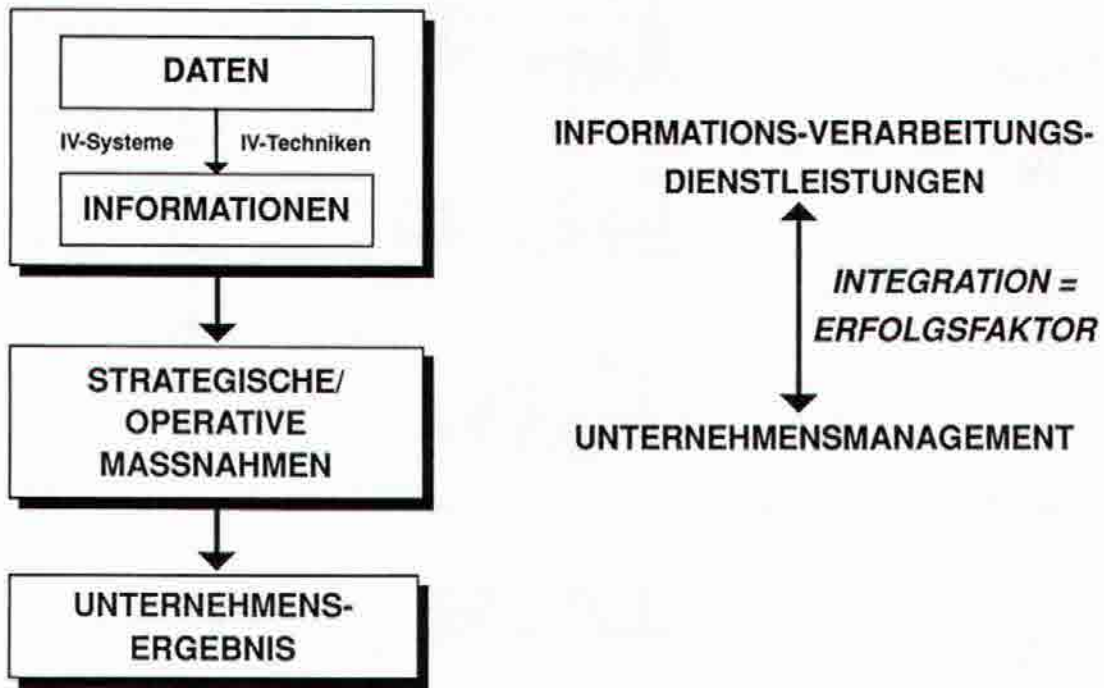 DATEN
IV-Systeme
IV-Techniken
INFORMATIONEN
STRATEGISCHE/
OPERATIVE
MASSNAHMEN
UNTERNEHMENS-
ERGEBNIS
INFORMATIONS-VERARBEITUNGS-
DIENSTLEISTUNGEN
INTEGRATION =
ERFOLGSFAKTOR
UNTERNEHMENSMANAGEMENT